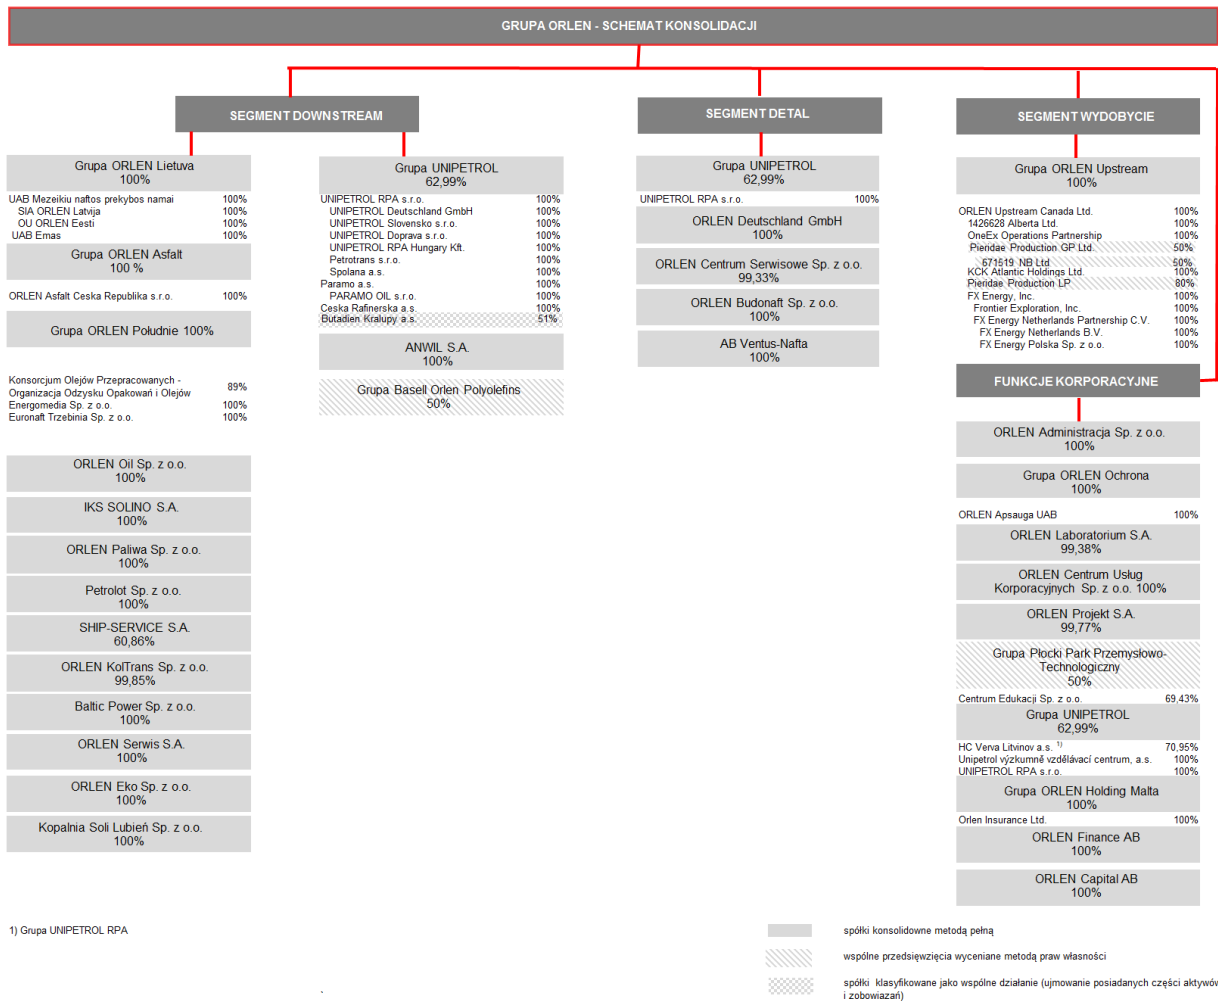 GRUPA ORLEN - SCHEMAT KONSOLIDACJI
SEGMENT DOWNSTREAM
Grupa ORLEN Lietuva
100%
UAB Mezeikiu naftos prekybos namai 100%
SIA ORLEN Latvija 100%
OU ORLEN Eesti 100%
UAB Emas 100%
Grupa ORLEN Asfalt
100 %
ORLEN Asfalt Ceska Republika s.r.o. 100%
Grupa ORLEN Południe 100%
Konsorcjum Olejów Przepracowanych -
Organizacja Odzysku Opakowań i Olejów 89%
Energomedia Sp. z o.o. 100%
Euronaft Trzebinia Sp. z o.o. 100%
ORLEN Oil Sp. z o.o.
100%
IKS SOLINO S.A.
100%
ORLEN Paliwa Sp. z o.o.
100%
Petrolot Sp. z o.o.
100%
SHIP-SERVICE S.A.
60,86%
ORLEN KolTrans Sp. z o.o.
99,85%
Baltic Power Sp. z o.o.
100%
ORLEN Serwis S.A.
100%
ORLEN Eko Sp. z o.o.
100%
Kopalnia Soli Lubień Sp. z o.o.
100%
Grupa UNIPETROL
62,99%
UNIPETROL RPA s.r.o. 100%
UNIPETROL Deutschland GmbH 100%
UNIPETROL Slovensko s.r.o. 100%
UNIPETROL Doprava s.r.o. 100%
UNIPETROL RPA Hungary Kft. 100%
Petrotrans s.r.o. 100%
Spolana a.s. 100%
Paramo a.s. 100%
PARAMO OIL s.r.o. 100%
Ceska Rafinerska a.s. 100%
Butadien Kralupy a.s. 51%
ANWIL S.A.
100%
Grupa Basell Orlen Polyolefins
50%
SEGMENT DETAL
Grupa UNIPETROL
62,99%
UNIPETROL RPA s.r.o. 100%
ORLEN Deutschland GmbH
100%
ORLEN Centrum Serwisowe Sp. z o.o.
99,33%
ORLEN Budonaft Sp. z o.o.
100%
AB Ventus-Nafta
100%
SEGMENT WYDOBYCIE
Grupa ORLEN Upstream
100%
ORLEN Upstream Canada Ltd. 100%
1426628 Alberta Ltd. 100%
OneEx Operations Partnership 100%
Pieridae Production GP Ltd. 50%
671519 NB Ltd 50%
KCK Atlantic Holdings Ltd. 100%
Pieridae Production LP 80%
FX Energy, Inc. 100%
Frontier Exploration, Inc. 100%
FX Energy Netherlands Partnership C.V. 100%
FX Energy Netherlands B.V. 100%
FX Energy Polska Sp. z o.o. 100%
FUNKCJE KORPORACYJNE
ORLEN Administracja Sp. z o.o.
100%
Grupa ORLEN Ochrona
100%
ORLEN Apsauga UAB 100%
ORLEN Laboratorium S.A.
99,38%
ORLEN Centrum Usług
Korporacyjnych Sp. z o.o. 100%
ORLEN Projekt S.A.
99,77%
Grupa Płocki Park Przemysłowo-
Technologiczny
50%
Centrum Edukacji Sp. z o.o. 69,43%
Grupa UNIPETROL
62,99%
HC Verva Litvinov a.s. 1) 70,95%
Unipetrol výzkumně vzdělávací centrum, a.s. 100%
UNIPETROL RPA s.r.o. 100%
Grupa ORLEN Holding Malta
100%
Orlen Insurance Ltd. 100%
ORLEN Finance AB
100%
ORLEN Capital AB
100%
1) Grupa UNIPETROL RPA
spółki konsolidowne metodą pełną
wspólne przedsięwzięcia wyceniane metodą praw własności
spółki klasyfikowane jako wspólne działanie (ujmowanie posiadanych części aktywów
i zobowiazań)